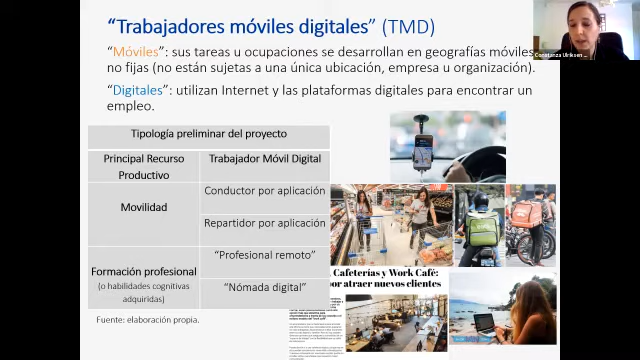 “Trabajadores móviles digitales” (TMD)
“Móviles”: sus tareas u ocupaciones se desarrollan en geografías móviles,
no fijas (no están sujetas a una única ubicación, empresa u organización).
“Digitales”: utilizan Internet y las plataformas digitales para encontrar un
empleo.
Tipología preliminar del proyecto
Principal Recurso
Productivo
Trabajador Móvil Digital
Movilidad
Conductor por aplicación
Repartidor por aplicación
Formación profesional
(o habilidades cognitivas
adquiridas)
“Profesional remoto”
“Nómada digital”
Fuente: elaboración propia.
Cafeterías y Work Café:
por atraer nuevos clientes
Constanza Ulriksen